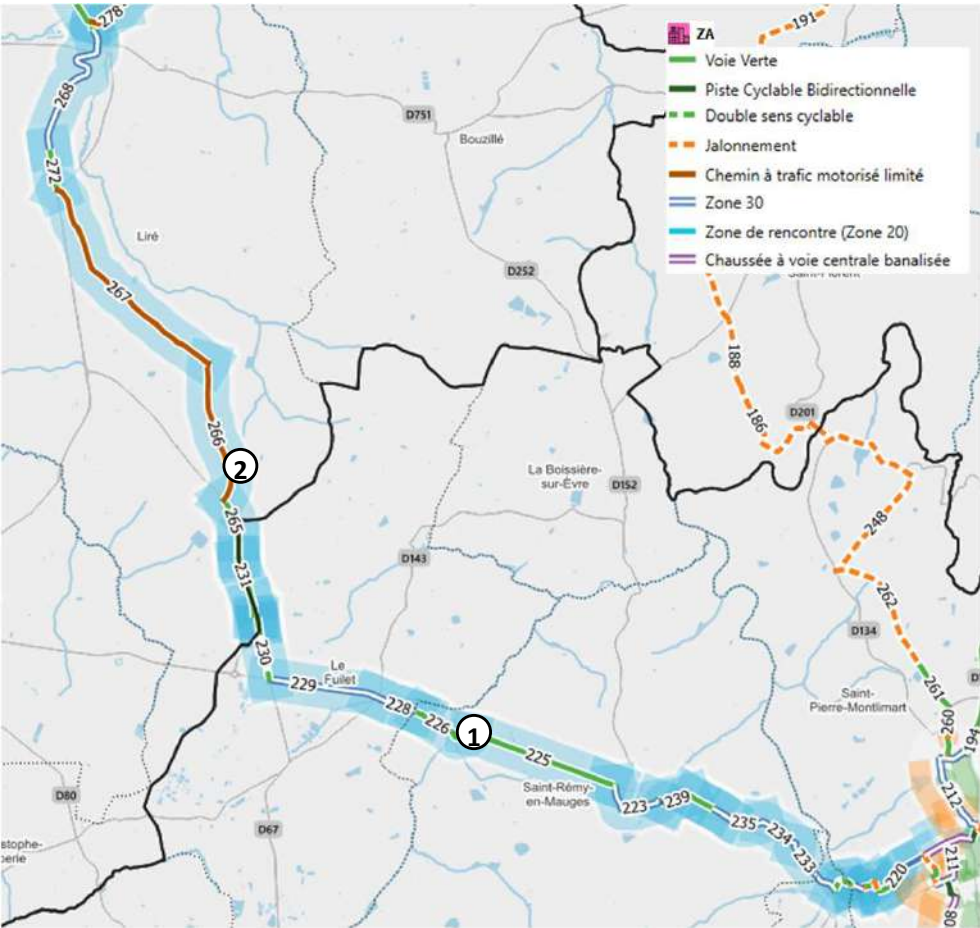 278
191
ZA
Voie Verte
Piste Cyclable Bidirectionnelle
Double sens cyclable
Jalonnement
Chemin à trafic motorisé limité
Zone 30
Zone de rencontre (Zone 20)
Chaussée à voie centrale banalisée
268
D751
Bouzillé
272
Liré
D252
267
188
186
D201
266
2
La Boissière-
sur-Èvre
D152
265
248
D143
231
262
D134
230
Le
Fuilet
229
261
Saint-
Pierre-Montlimart
228
226
1
260
194
225
D80
Saint-Rémy-
en-Mauges
223
239
212
D67
235
234
233
211
220